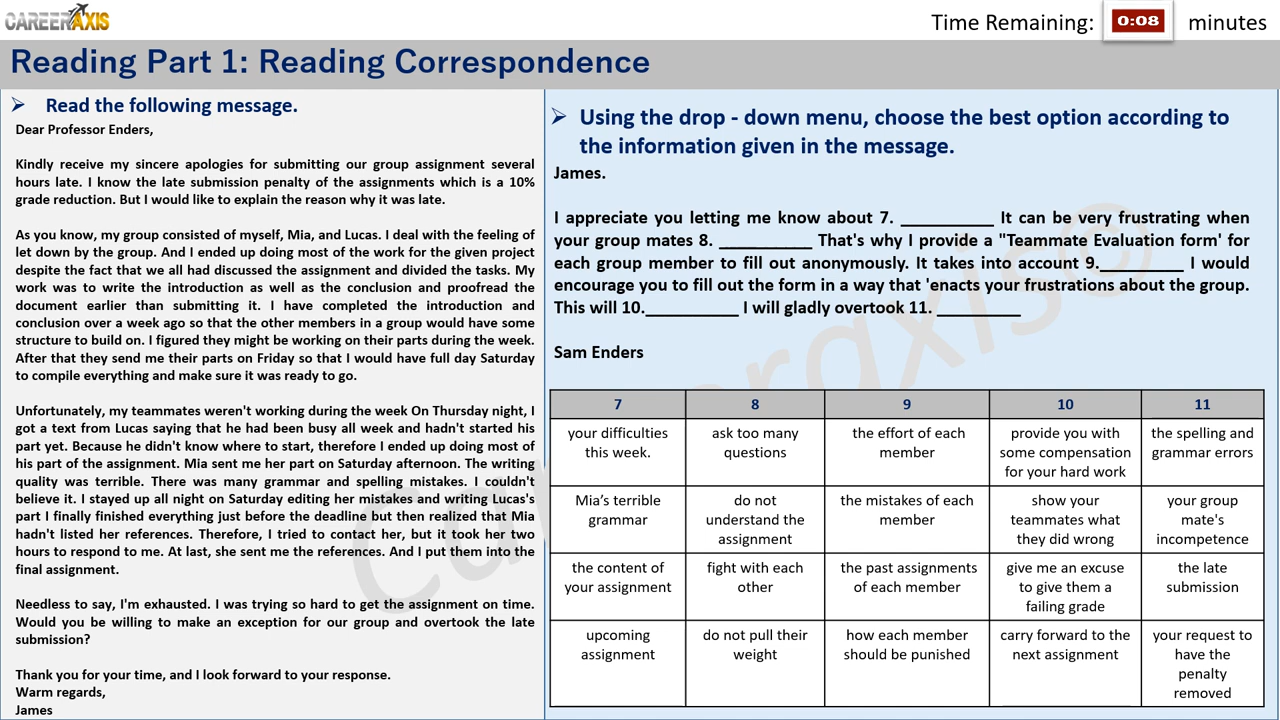 CAREERAXIS
Time Remaining: 0:08 minutes
Reading Part 1: Reading Correspondence
➢ Read the following message.
Dear Professor Enders,
Kindly receive my sincere apologies for submitting our group assignment several
hours late. I know the late submission penalty of the assignments which is a 10%
grade reduction. But I would like to explain the reason why it was late.
As you know, my group consisted of myself, Mia, and Lucas. I deal with the feeling of
let down by the group. And I ended up doing most of the work for the given project
despite the fact that we all had discussed the assignment and divided the tasks. My
work was to write the introduction as well as the conclusion and proofread the
document earlier than submitting it. I have completed the introduction and
conclusion over a week ago so that the other members in a group would have some
structure to build on. I figured they might be working on their parts during the week.
After that they send me their parts on Friday so that I would have full day Saturday
to compile everything and make sure it was ready to go.
Unfortunately, my teammates weren't working during the week On Thursday night, I
got a text from Lucas saying that he had been busy all week and hadn't started his
part yet. Because he didn't know where to start, therefore I ended up doing most of
his part of the assignment. Mia sent me her part on Saturday afternoon. The writing
quality was terrible. There was many grammar and spelling mistakes. I couldn't
believe it. I stayed up all night on Saturday editing her mistakes and writing Lucas's
part I finally finished everything just before the deadline but then realized that Mia
hadn't listed her references. Therefore, I tried to contact her, but it took her two
hours to respond to me. At last, she sent me the references. And I put them into the
final assignment.
Needless to say, I'm exhausted. I was trying so hard to get the assignment on time.
Would you be willing to make an exception for our group and overtook the late
submission?
Thank you for your time, and I look forward to your response.
Warm regards,
James
➢ Using the drop - down menu, choose the best option according to
the information given in the message.
James.
I appreciate you letting me know about 7. __________ It can be very frustrating when
your group mates 8. __________ That's why I provide a "Teammate Evaluation form' for
each group member to fill out anonymously. It takes into account 9._________ I would
encourage you to fill out the form in a way that 'enacts your frustrations about the group.
This will 10.__________ I will gladly overtook 11. _________
Sam Enders
7 8 9 10 11
your difficulties
this week.
ask too many
questions
the effort of each
member
provide you with
some compensation
for your hard work
the spelling and
grammar errors
Mia’s terrible
grammar
do not
understand the
assignment
the mistakes of each
member
show your
teammates what
they did wrong
your group
mate's
incompetence
the content of
your assignment
fight with each
other
the past assignments
of each member
give me an excuse
to give them a
failing grade
the late
submission
upcoming
assignment
do not pull their
weight
how each member
should be punished
carry forward to the
next assignment
your request to
have the
penalty
removed
Careraxis©